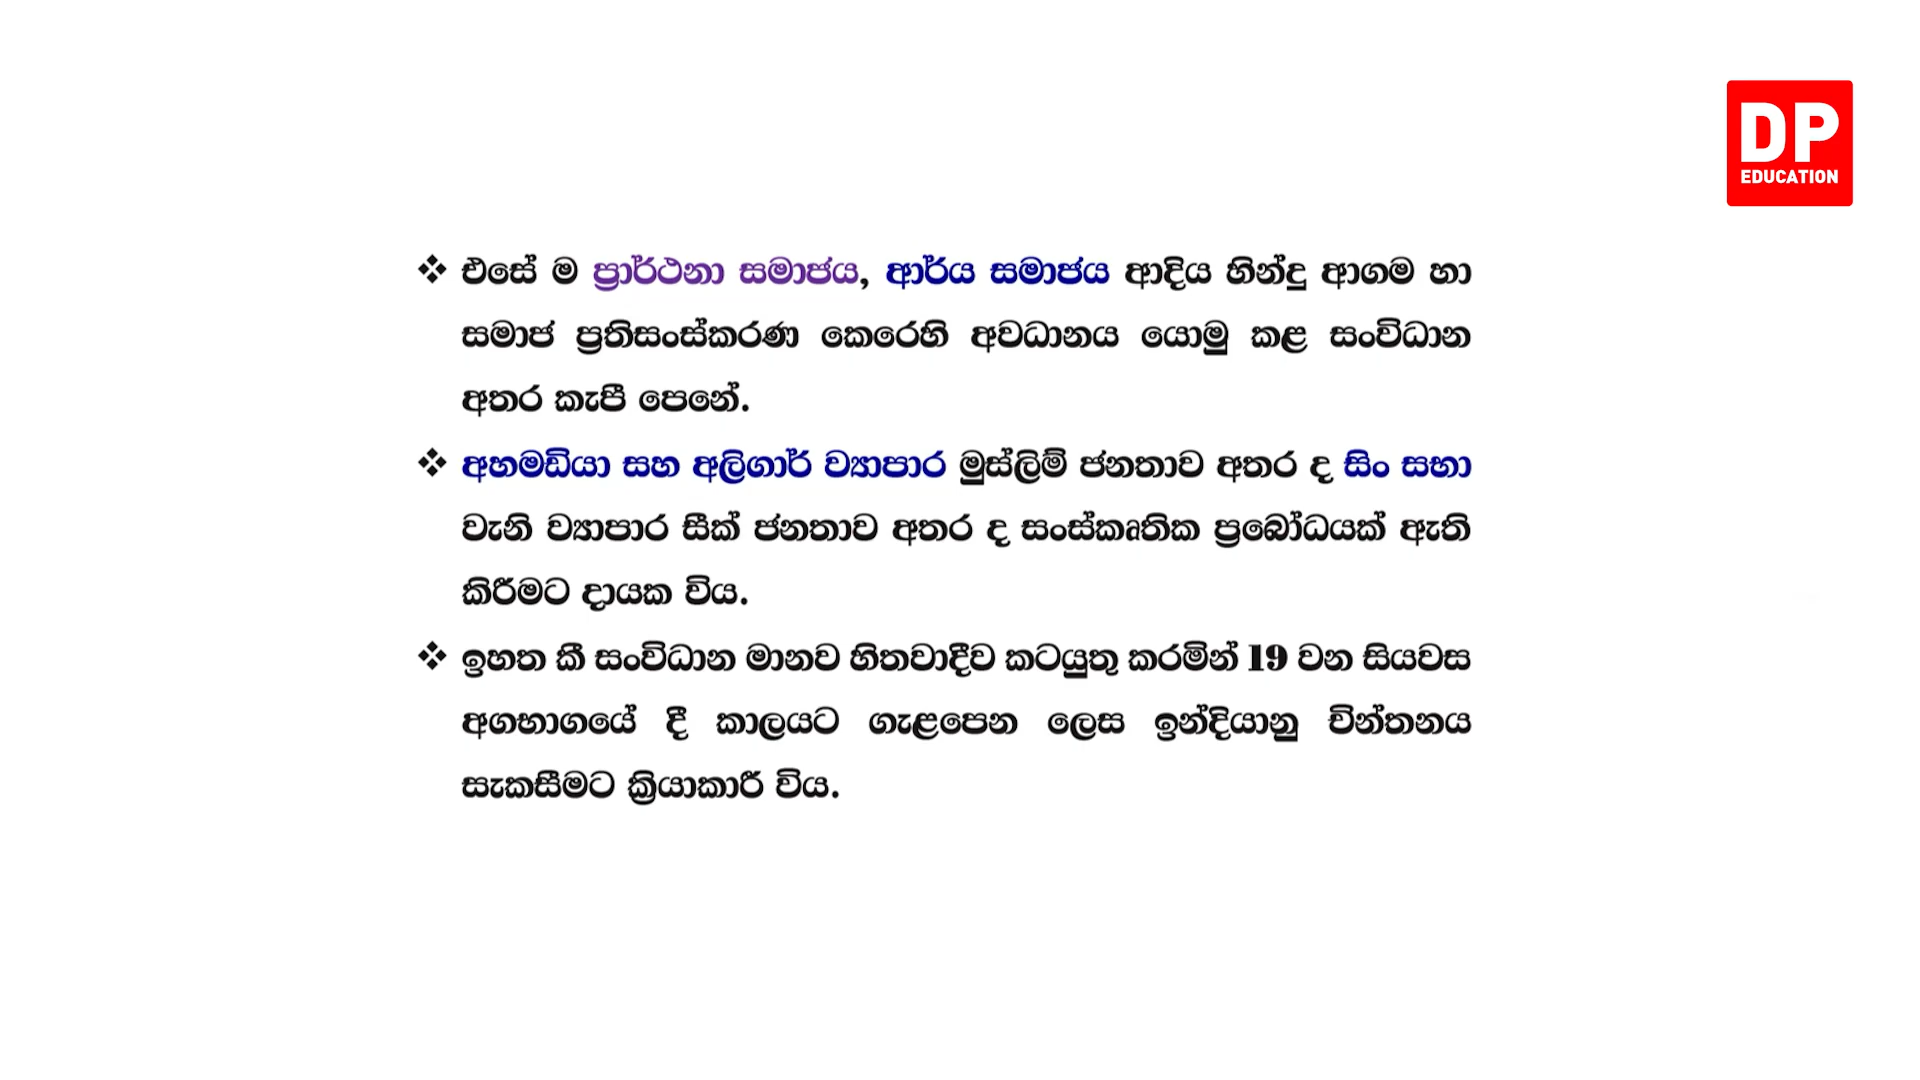 DP
EDUCATION
❖ එසේ ම ප්‍රාර්ථනා සමාජය, ආර්ය සමාජය ආදිය හින්දු ආගම හා
සමාජ ප්‍රතිසංස්කරණ කෙරෙහි අවධානය යොමු කළ සංවිධාන
අතර කැපී පෙනේ.
❖ අහමඩියා සහ අලිගාර් ව්‍යාපාර මුස්ලිම් ජනතාව අතර ද සිං සභා
වැනි ව්‍යාපාර සීක් ජනතාව අතර ද සංස්කෘතික ප්‍රබෝධයක් ඇති
කිරීමට දායක විය.
❖ ඉහත කී සංවිධාන මානව හිතවාදීව කටයුතු කරමින් 19 වන සියවස
අගභාගයේ දී කාලයට ගැළපෙන ලෙස ඉන්දියානු චින්තනය
සැකසීමට ක්‍රියාකාරී විය.